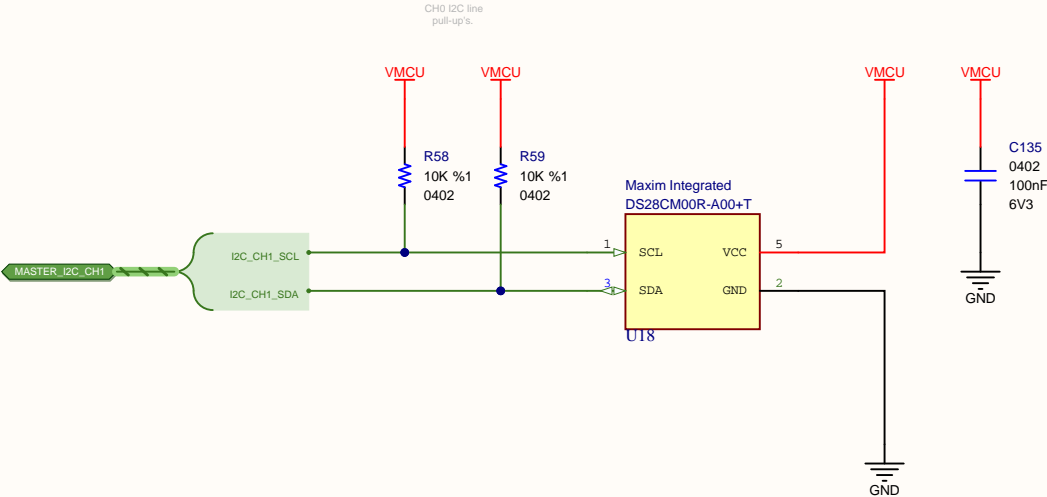 CH0 I2C line
pull-up's.
VMCU
VMCU
VMCU
VMCU
R58
10K %1
0402
R59
10K %1
0402
C135
0402
100nF
6V3
Maxim Integrated
DS28CM00R-A00+T
MASTER_I2C_CH1
I2C_CH1_SCL
I2C_CH1_SDA
1
SCL
VCC
5
3
SDA
GND
2
U18
GND
GND